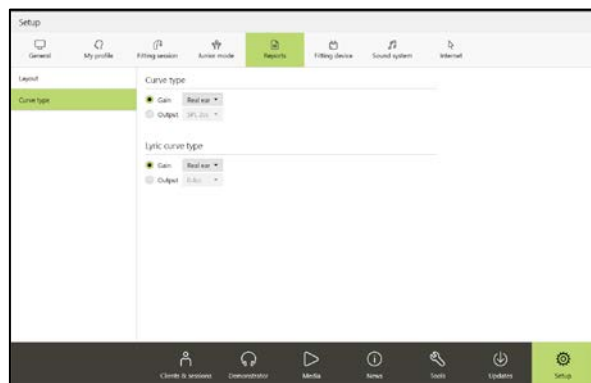 Setup
General My profile Fitting session Junior mode Reports Fitting device Sound system Internet
Layout
Curve type
Curve type
Gain Real ear
Output SPL 2cc
Lyric curve type
Gain Real ear
Output
Clients & sessions Demonstrator Media News Tools Updates Setup